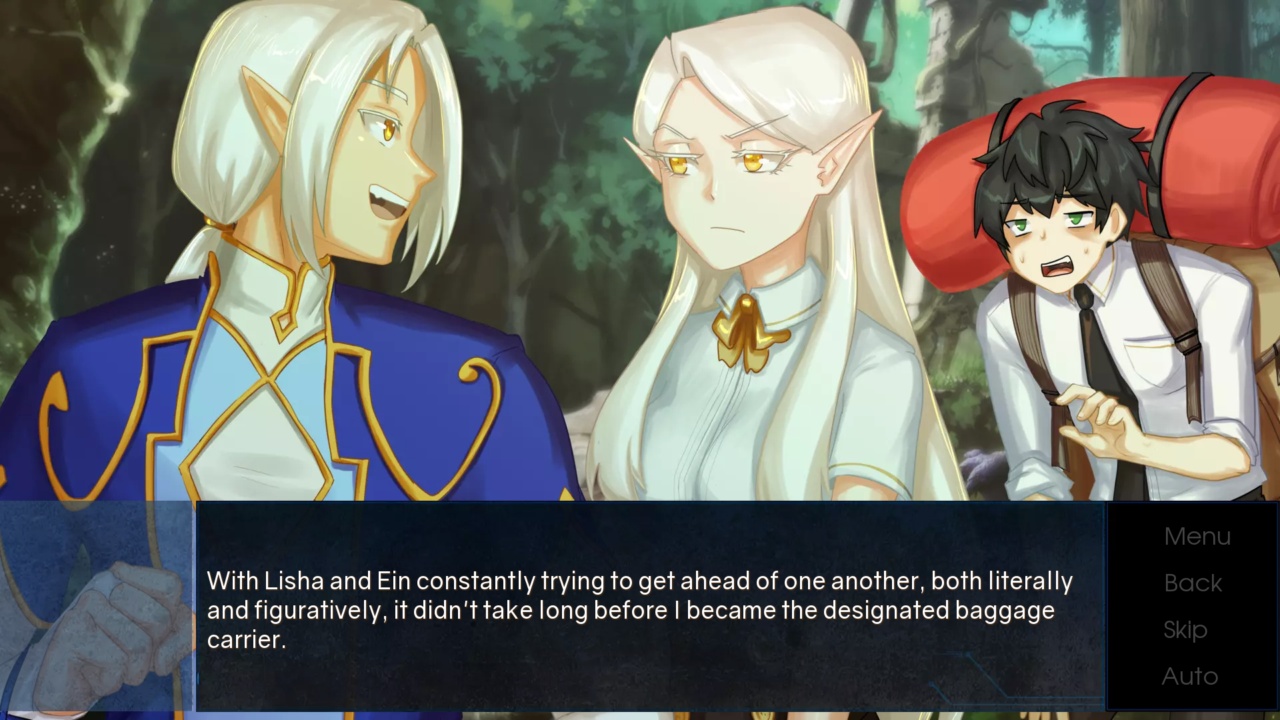 With Lisha and Ein constantly trying to get ahead of one another, both literally
and figuratively, it didn't take long before I became the designated baggage
carrier.
Menu
Back
Skip
Auto